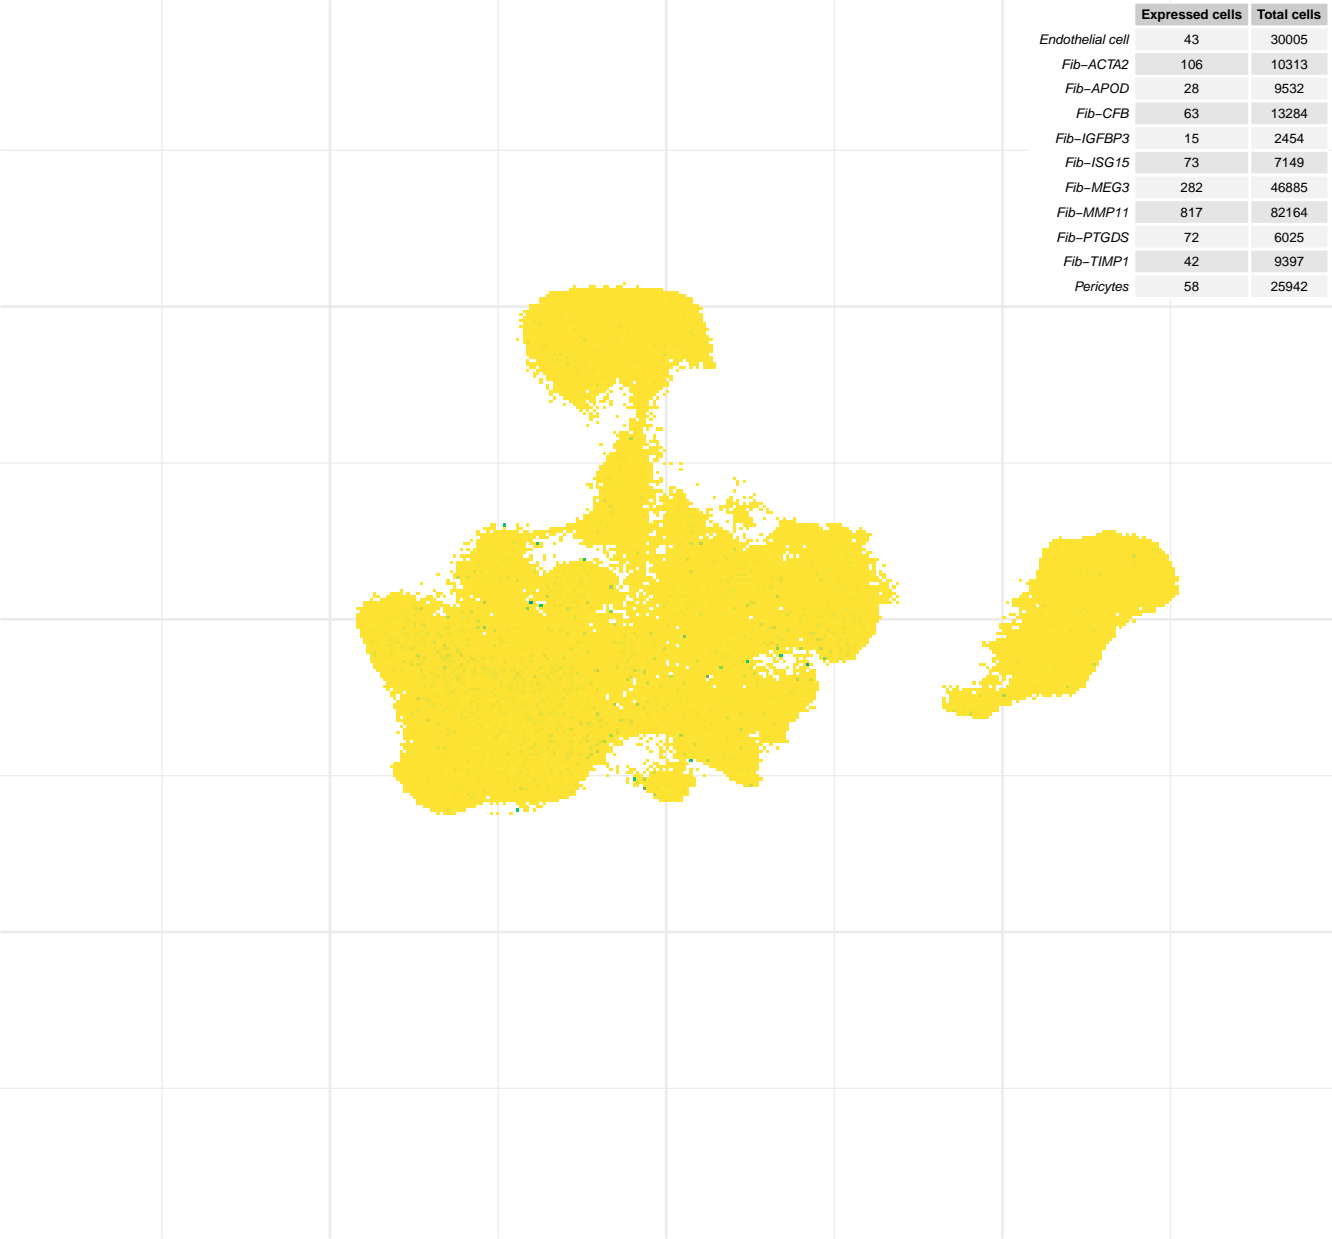 Expressed cells Total cells
Endothelial cell 43 30005
Fib−ACTA2 106 10313
Fib−APOD 28 9532
Fib−CFB 63 13284
Fib−IGFBP3 15 2454
Fib−ISG15 73 7149
Fib−MEG3 282 46885
Fib−MMP11 817 82164
Fib−PTGDS 72 6025
Fib−TIMP1 42 9397
Pericytes 58 25942